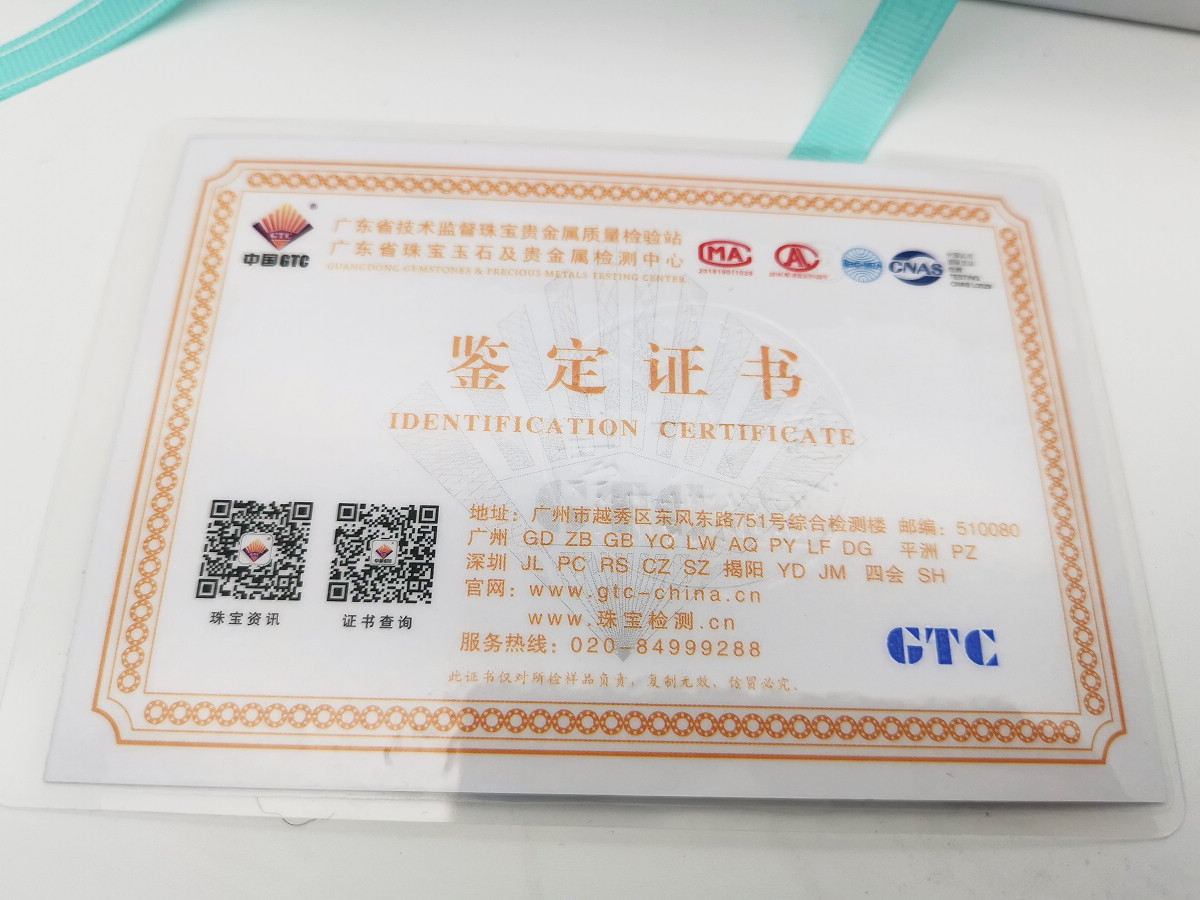 中国GTC
广东省技术监督珠宝贵金属质量检验站
广东省珠宝玉石及贵金属检测中心
GUANGDONG GEMSTONES & PRECIOUS METALS TESTING CENTER
MA
AL
CNAS
TESTING
鉴定证书
IDENTIFICATION CERTIFICATE
地址：广州市越秀区东风东路751号综合检测楼 邮编：510080
广州 GD ZB GB YQ LW AQ PY LF DG 平洲 PZ
深圳 JL PC RS CZ SZ 揭阳 YD JM 四会 SH
官网：www.gtc-china.cn
www.珠宝检测.cn
服务热线：020-84999288
此证书仅对所检样品负责，复制无效、仿冒必究。
珠宝资讯
证书查询
GTC